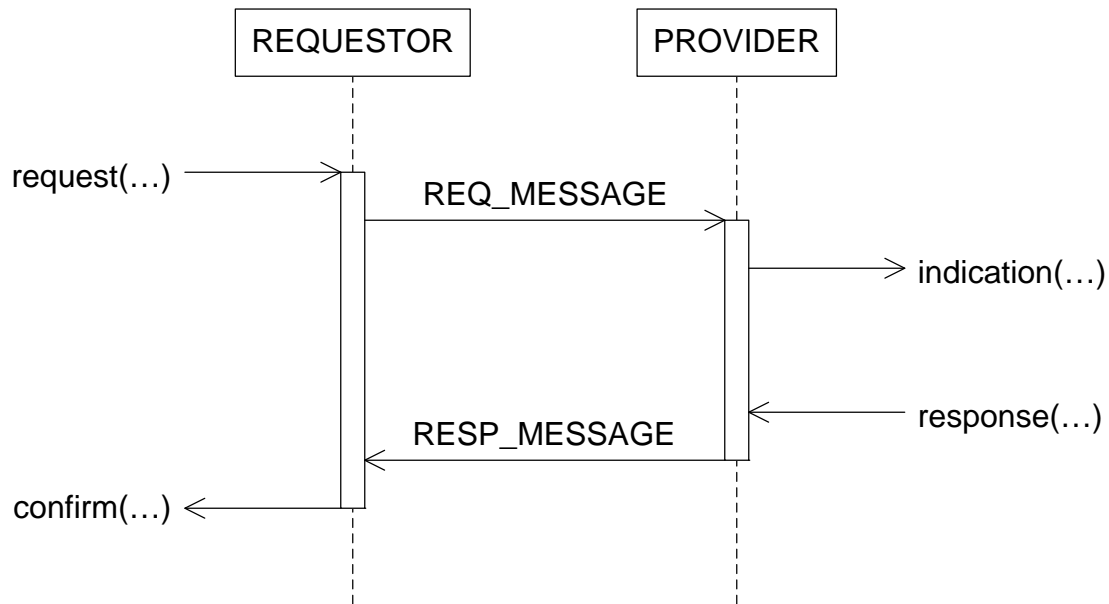 REQUESTOR
PROVIDER
request(…)
REQ_MESSAGE
indication(…)
response(…)
RESP_MESSAGE
confirm(…)